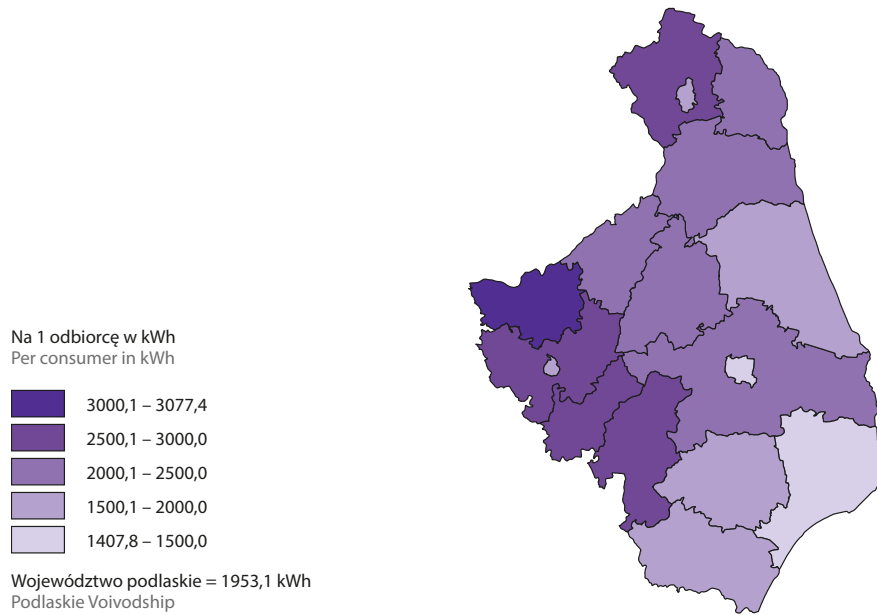 Na 1 odbiorcę w kWh
Per consumer in kWh
3000,1 – 3077,4
2500,1 – 3000,0
2000,1 – 2500,0
1500,1 – 2000,0
1407,8 – 1500,0
Województwo podlaskie = 1953,1 kWh
Podlaskie Voivodship